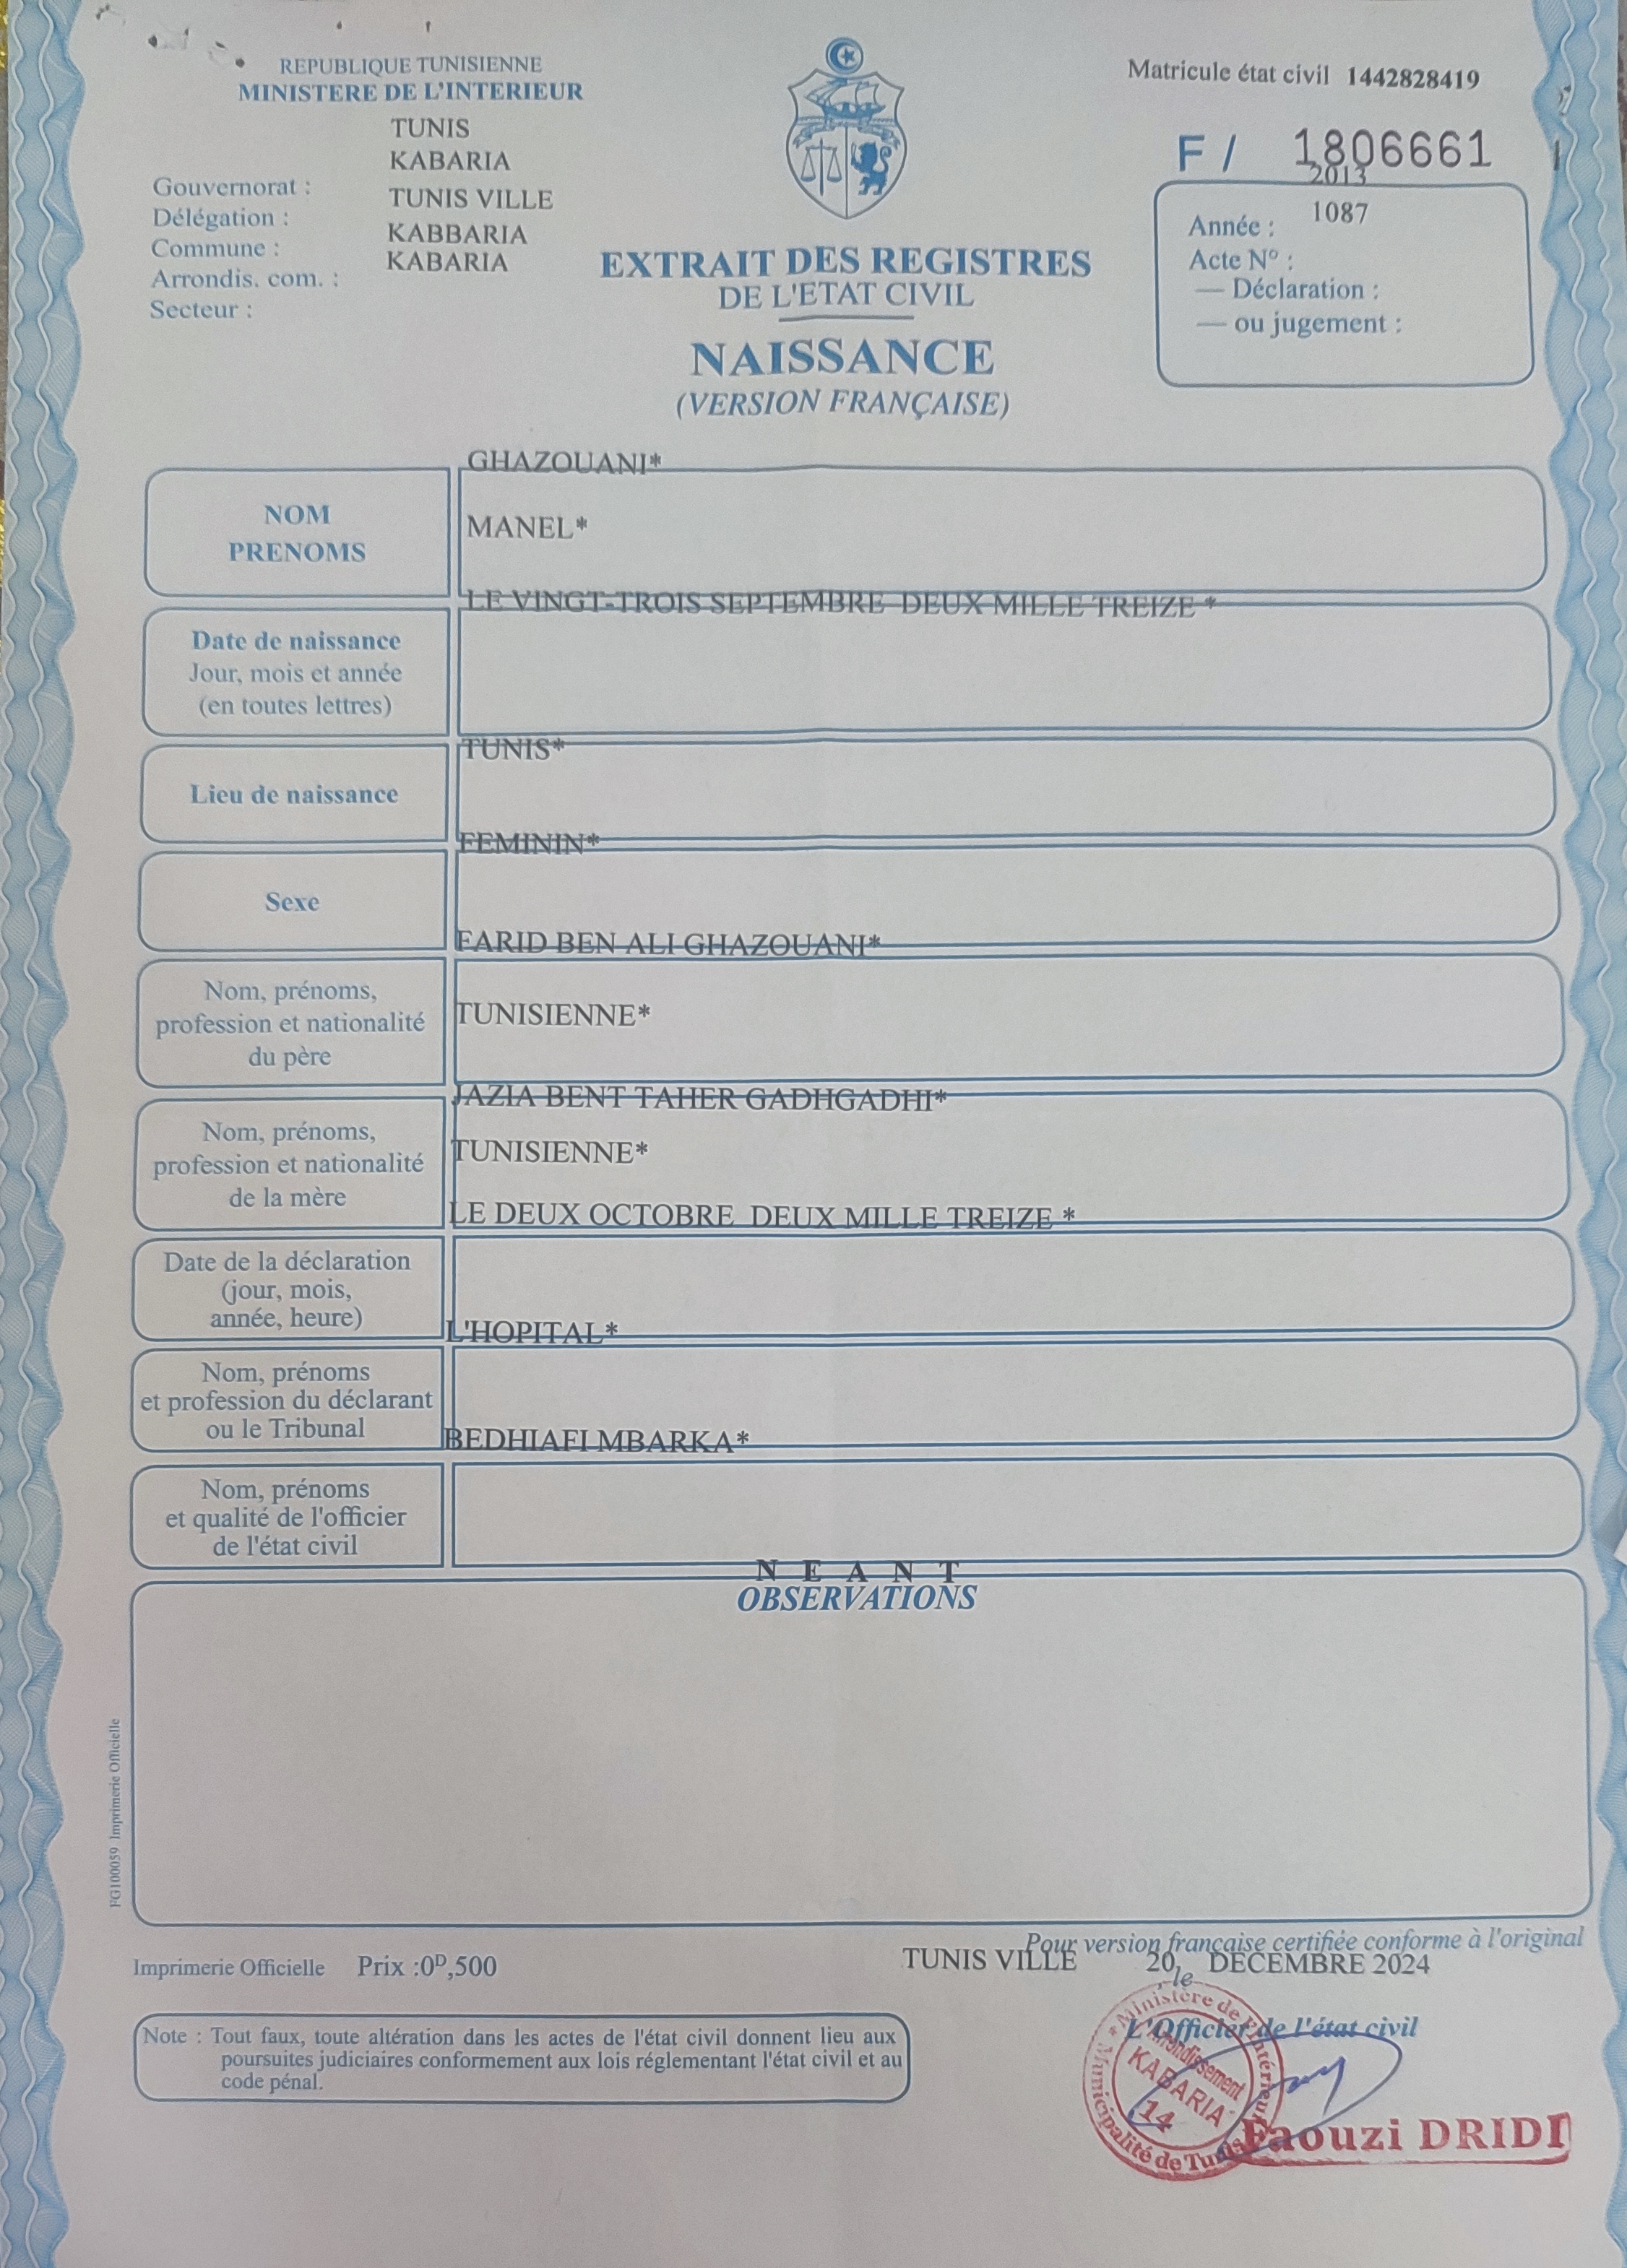 REPUBLIQUE TUNISIENNE
MINISTERE DE L'INTERIEUR
TUNIS
KABARIA
Gouvernorat :
TUNIS VILLE
Délégation :
KABBARIA
Commune :
KABARIA
Arrondis. com. :
Secteur :
Matricule état civil 1442828419
F / 1806661
2013
Année : 1087
Acte N° :
— Déclaration :
— ou jugement :
EXTRAIT DES REGISTRES
DE L'ETAT CIVIL
NAISSANCE
(VERSION FRANÇAISE)
GHAZOUANI*
NOM
MANEL*
PRENOMS
LE VINGT-TROIS SEPTEMBRE DEUX MILLE TREIZE *
Date de naissance
Jour, mois et année
(en toutes lettres)
TUNIS*
Lieu de naissance
FEMININ*
Sexe
FARID BEN ALI GHAZOUANI*
Nom, prénoms,
profession et nationalité
du père
TUNISIENNE*
JAZIA BENT TAHER GADHGADHI*
Nom, prénoms,
profession et nationalité
de la mère
TUNISIENNE*
LE DEUX OCTOBRE DEUX MILLE TREIZE *
Date de la déclaration
(jour, mois,
année, heure)
L'HOPITAL*
Nom, prénoms
et profession du déclarant
ou le Tribunal
BEDHIAFI MBARKA*
Nom, prénoms
et qualité de l'officier
de l'état civil
N E A N T
OBSERVATIONS
FG100059 Imprimerie Officielle
Imprimerie Officielle Prix :0ᴰ,500
Pour version française certifiée conforme à l'original
TUNIS VILLE 20 DECEMBRE 2024
le
L'Officier de l'état civil
Note : Tout faux, toute altération dans les actes de l'état civil donnent lieu aux
poursuites judiciaires conformement aux lois réglementant l'état civil et au
code pénal.
*Ministère de l'Intérieur*
Municipalité de Tunis
Arrondissement
KABARIA
14
Faouzi DRIDI